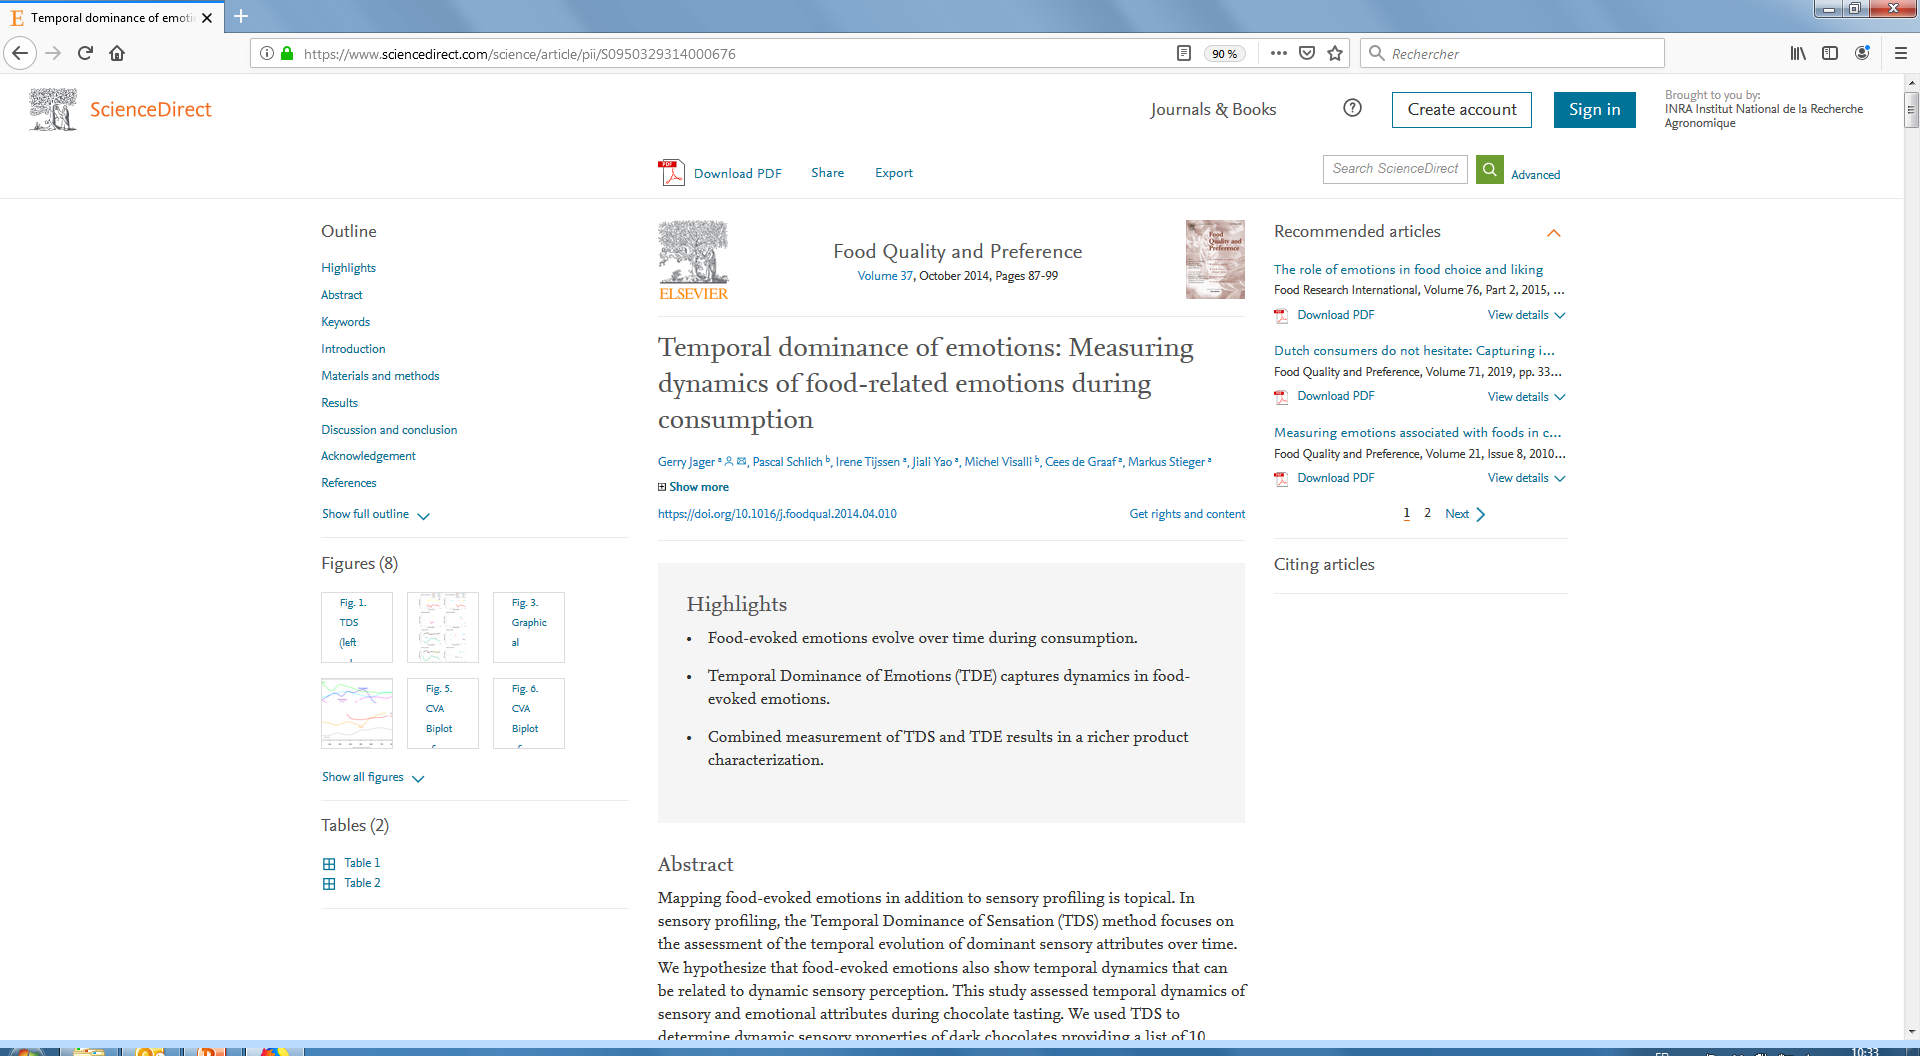 Temporal dominance of emoti
https://www.sciencedirect.com/science/article/pii/S0950329314000676
90 %
Rechercher
ScienceDirect
Journals & Books
Create account
Sign in
Brought to you by:
INRA Institut National de la Recherche
Agronomique
Download PDF
Share
Export
Search ScienceDirect
Advanced
Outline
Highlights
Abstract
Keywords
Introduction
Materials and methods
Results
Discussion and conclusion
Acknowledgement
References
Show full outline
Figures (8)
Fig. 1.
TDS
(left
Fig. 3.
Graphic
al
Fig. 5.
CVA
Biplot
Fig. 6.
CVA
Biplot
Show all figures
Tables (2)
Table 1
Table 2
ELSEVIER
Food Quality and Preference
Volume 37, October 2014, Pages 87-99
Food
Quality and
Preference
Temporal dominance of emotions: Measuring
dynamics of food-related emotions during
consumption
Gerry Jager a, Pascal Schlich b, Irene Tijssen a, Jiali Yao a, Michel Visalli b, Cees de Graaf a, Markus Stieger a
Show more
https://doi.org/10.1016/j.foodqual.2014.04.010
Get rights and content
Highlights
• Food-evoked emotions evolve over time during consumption.
• Temporal Dominance of Emotions (TDE) captures dynamics in food-
evoked emotions.
• Combined measurement of TDS and TDE results in a richer product
characterization.
Abstract
Mapping food-evoked emotions in addition to sensory profiling is topical. In
sensory profiling, the Temporal Dominance of Sensation (TDS) method focuses on
the assessment of the temporal evolution of dominant sensory attributes over time.
We hypothesize that food-evoked emotions also show temporal dynamics that can
be related to dynamic sensory perception. This study assessed temporal dynamics of
sensory and emotional attributes during chocolate tasting. We used TDS to
determine dynamic sensory properties of dark chocolates providing a list of 10
Recommended articles
The role of emotions in food choice and liking
Food Research International, Volume 76, Part 2, 2015, ...
Download PDF
View details
Dutch consumers do not hesitate: Capturing i...
Food Quality and Preference, Volume 71, 2019, pp. 33...
Download PDF
View details
Measuring emotions associated with foods in c...
Food Quality and Preference, Volume 21, Issue 8, 2010...
Download PDF
View details
1 2 Next
Citing articles
FR
10:33